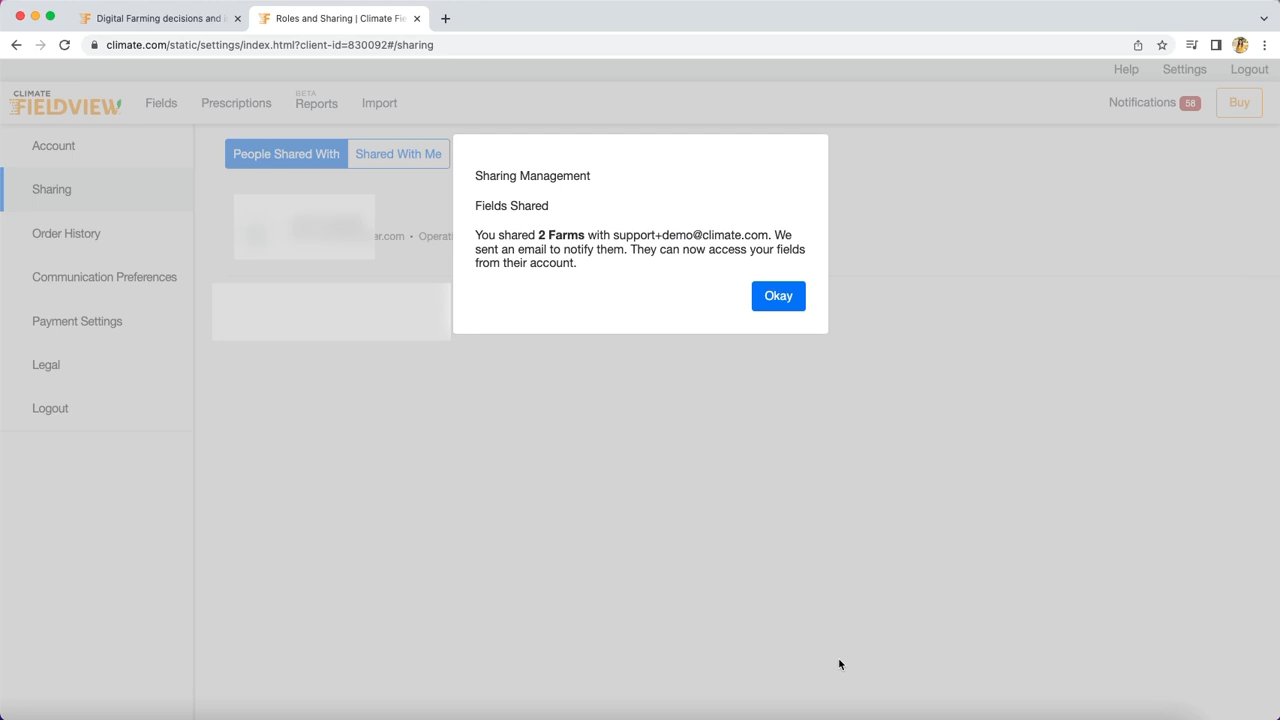 Digital Farming decisions and i
Roles and Sharing | Climate Fie
climate.com/static/settings/index.html?client-id=830092#/sharing
Help Settings Logout
CLIMATE
FIELDVIEW
Fields Prescriptions BETA Reports Import
Notifications 58 Buy
Account
Sharing
Order History
Communication Preferences
Payment Settings
Legal
Logout
People Shared With Shared With Me
er.com • Operati
Sharing Management
Fields Shared
You shared 2 Farms with support+demo@climate.com. We
sent an email to notify them. They can now access your fields
from their account.
Okay